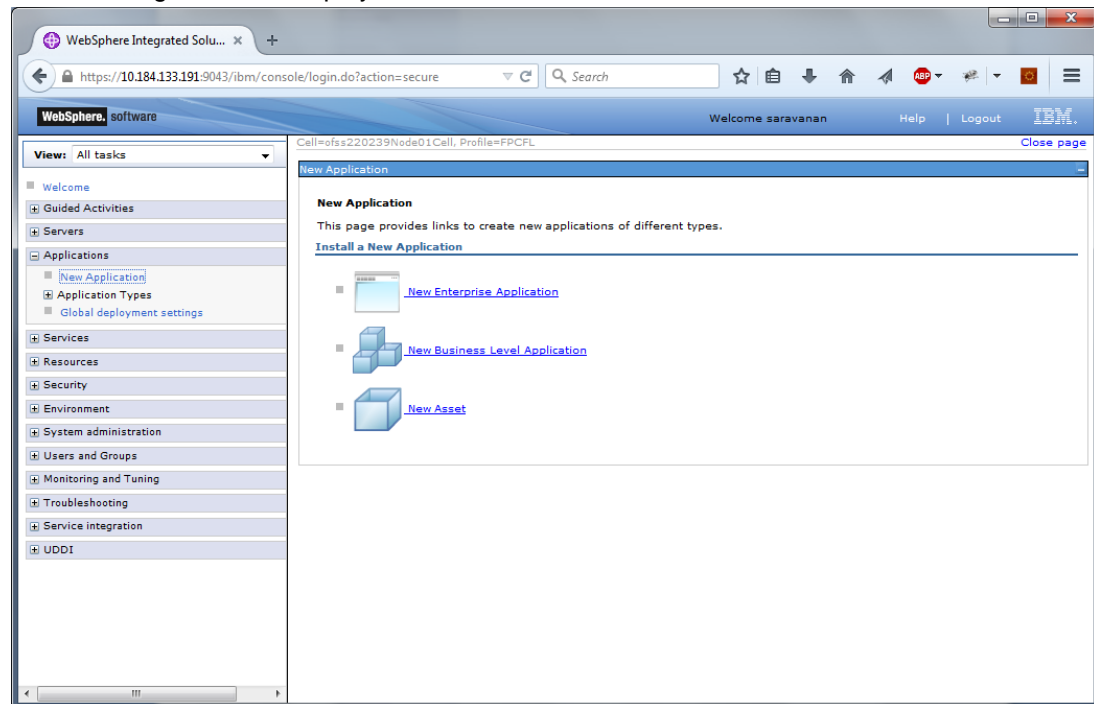 WebSphere Integrated Solu... × +
https://10.184.133.191:9043/ibm/console/login.do?action=secure Search ABP
WebSphere. software Welcome saravanan Help | Logout IBM.
Cell=ofss220239Node01Cell, Profile=FPCFL Close page
View: All tasks
New Application
Welcome
Guided Activities
Servers
Applications
New Application
Application Types
Global deployment settings
Services
Resources
Security
Environment
System administration
Users and Groups
Monitoring and Tuning
Troubleshooting
Service integration
UDDI
New Application
This page provides links to create new applications of different types.
Install a New Application
New Enterprise Application
New Business Level Application
New Asset